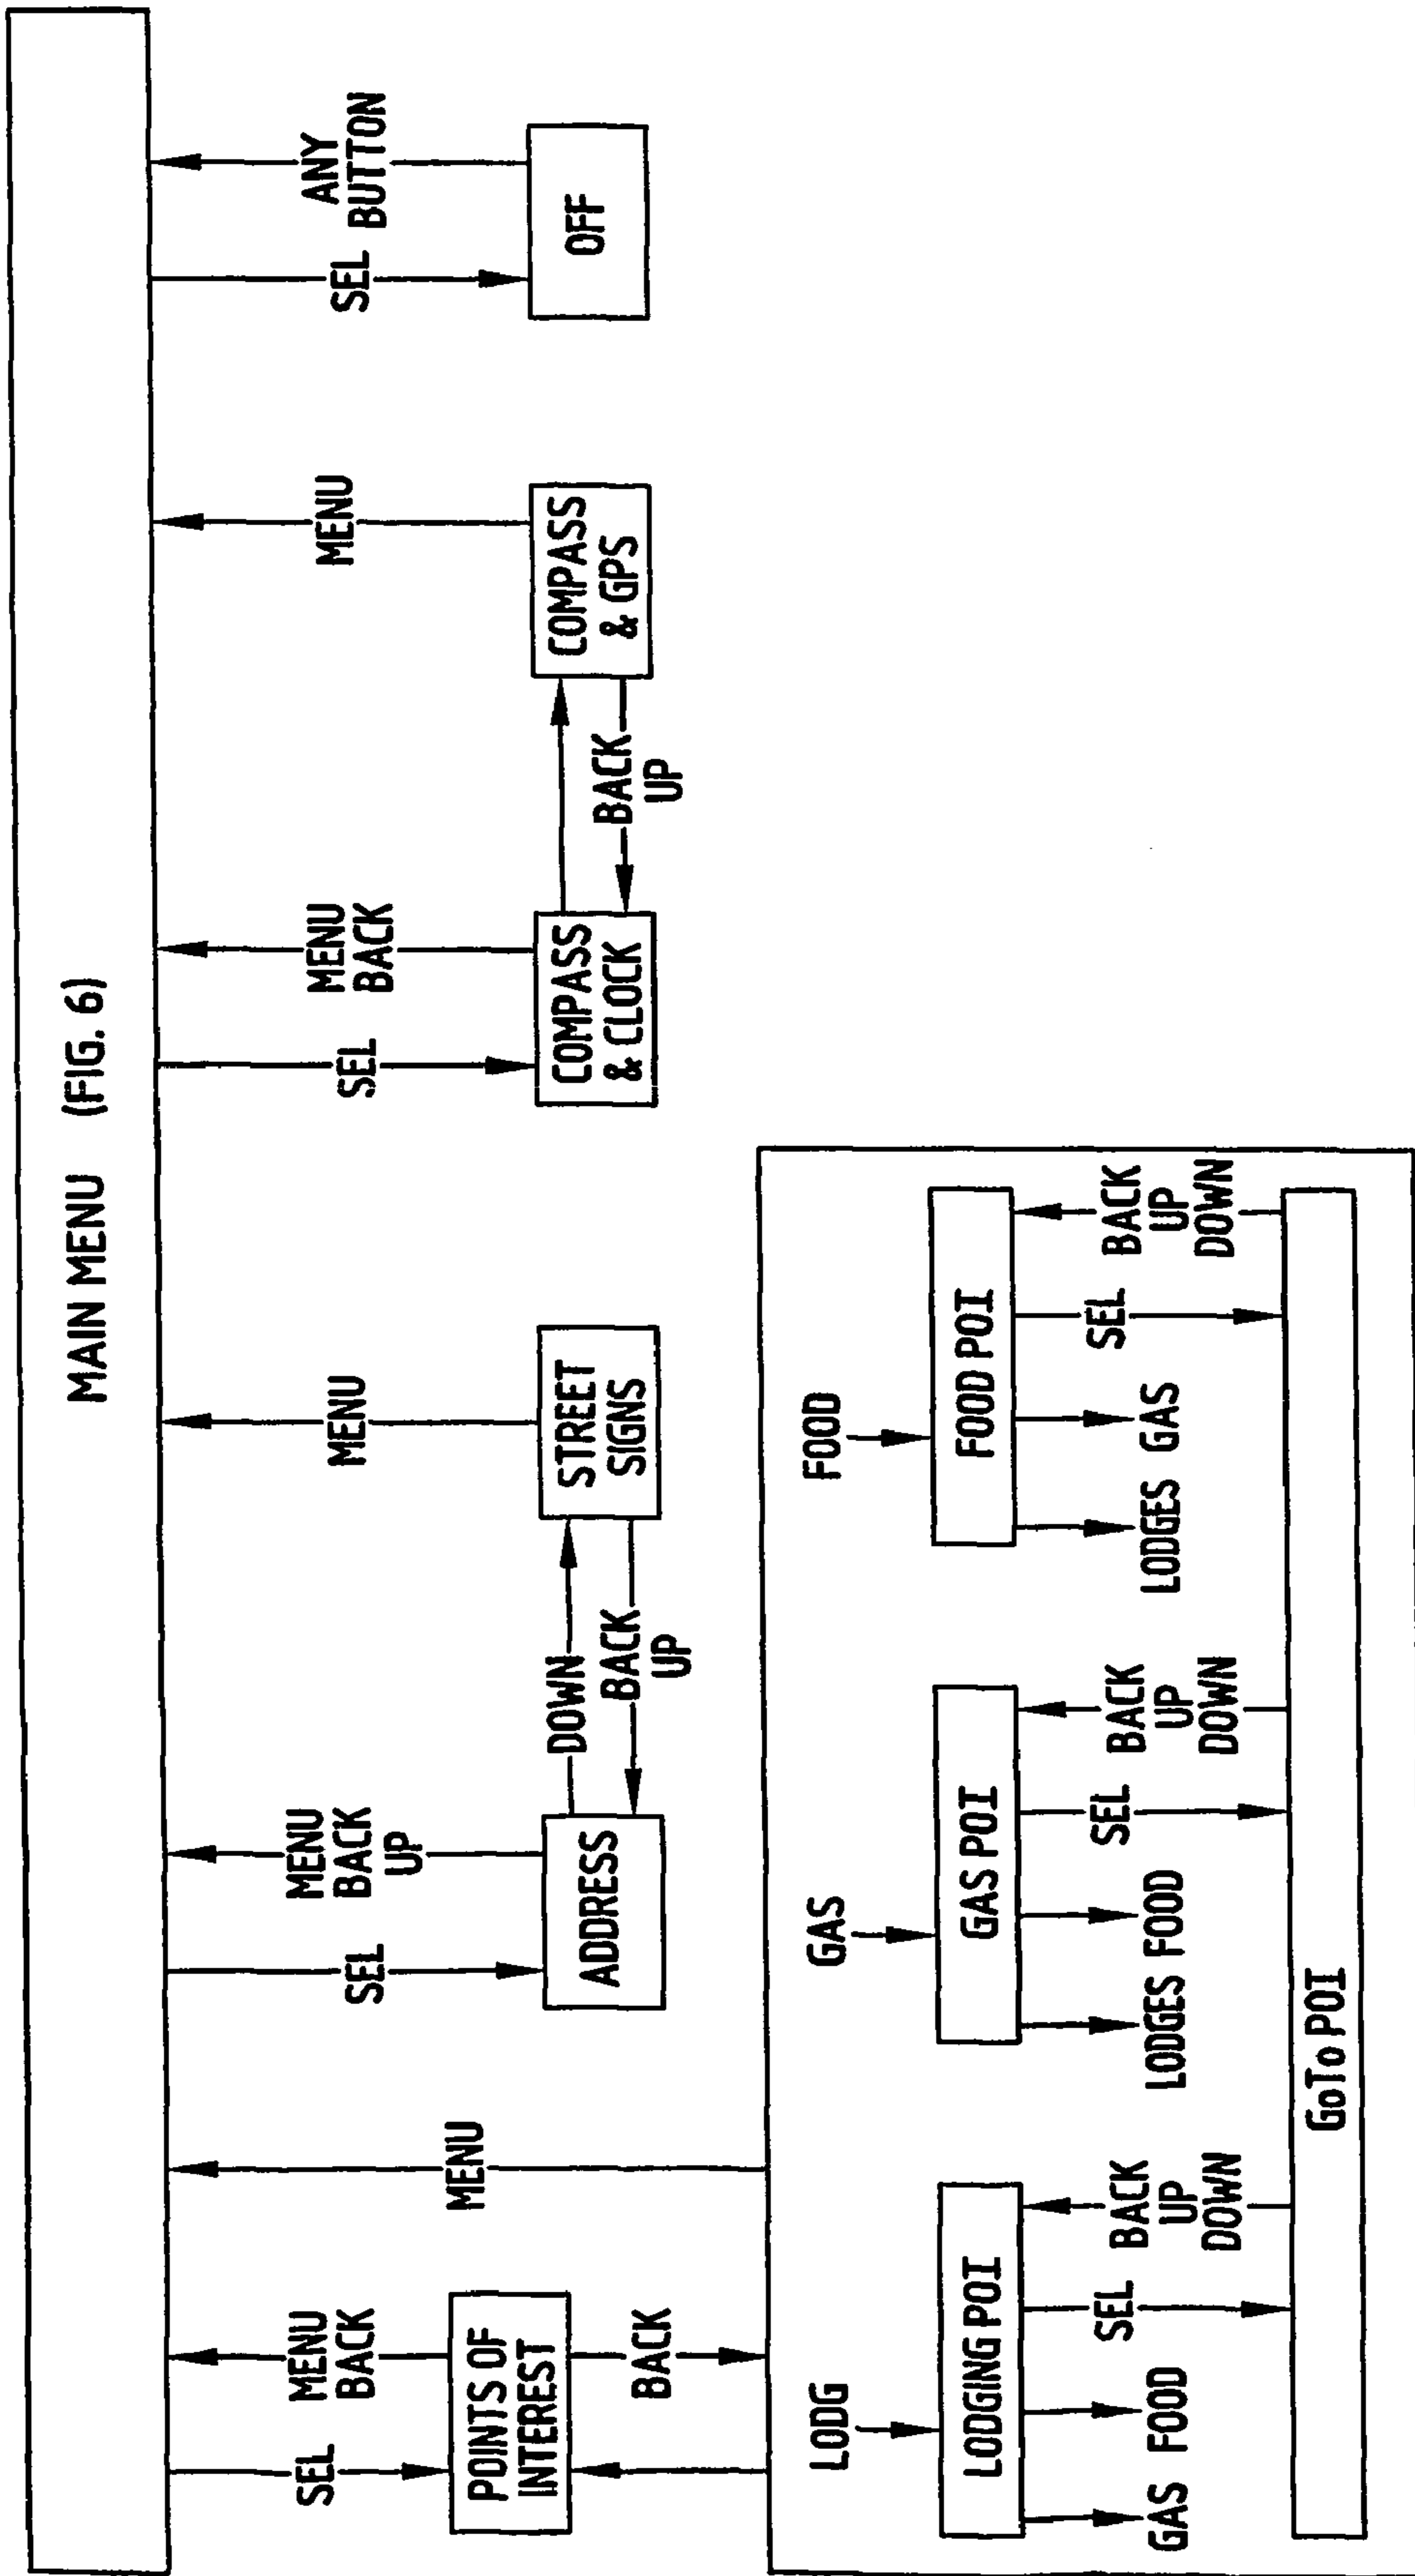 MAIN MENU (FIG. 6)
SEL
MENU
BACK
MENU
SEL
MENU
BACK
UP
MENU
SEL
MENU
BACK
MENU
SEL
ANY
BUTTON
POINTS OF
INTEREST
BACK
ADDRESS
DOWN
BACK
UP
STREET
SIGNS
COMPASS
& CLOCK
BACK
UP
COMPASS
& GPS
OFF
LODG
GAS
FOOD
LODGING POI
GAS POI
FOOD POI
GAS FOOD
SEL
BACK
UP
DOWN
LODGES FOOD
SEL
BACK
UP
DOWN
LODGES GAS
SEL
BACK
UP
DOWN
GoTo POI